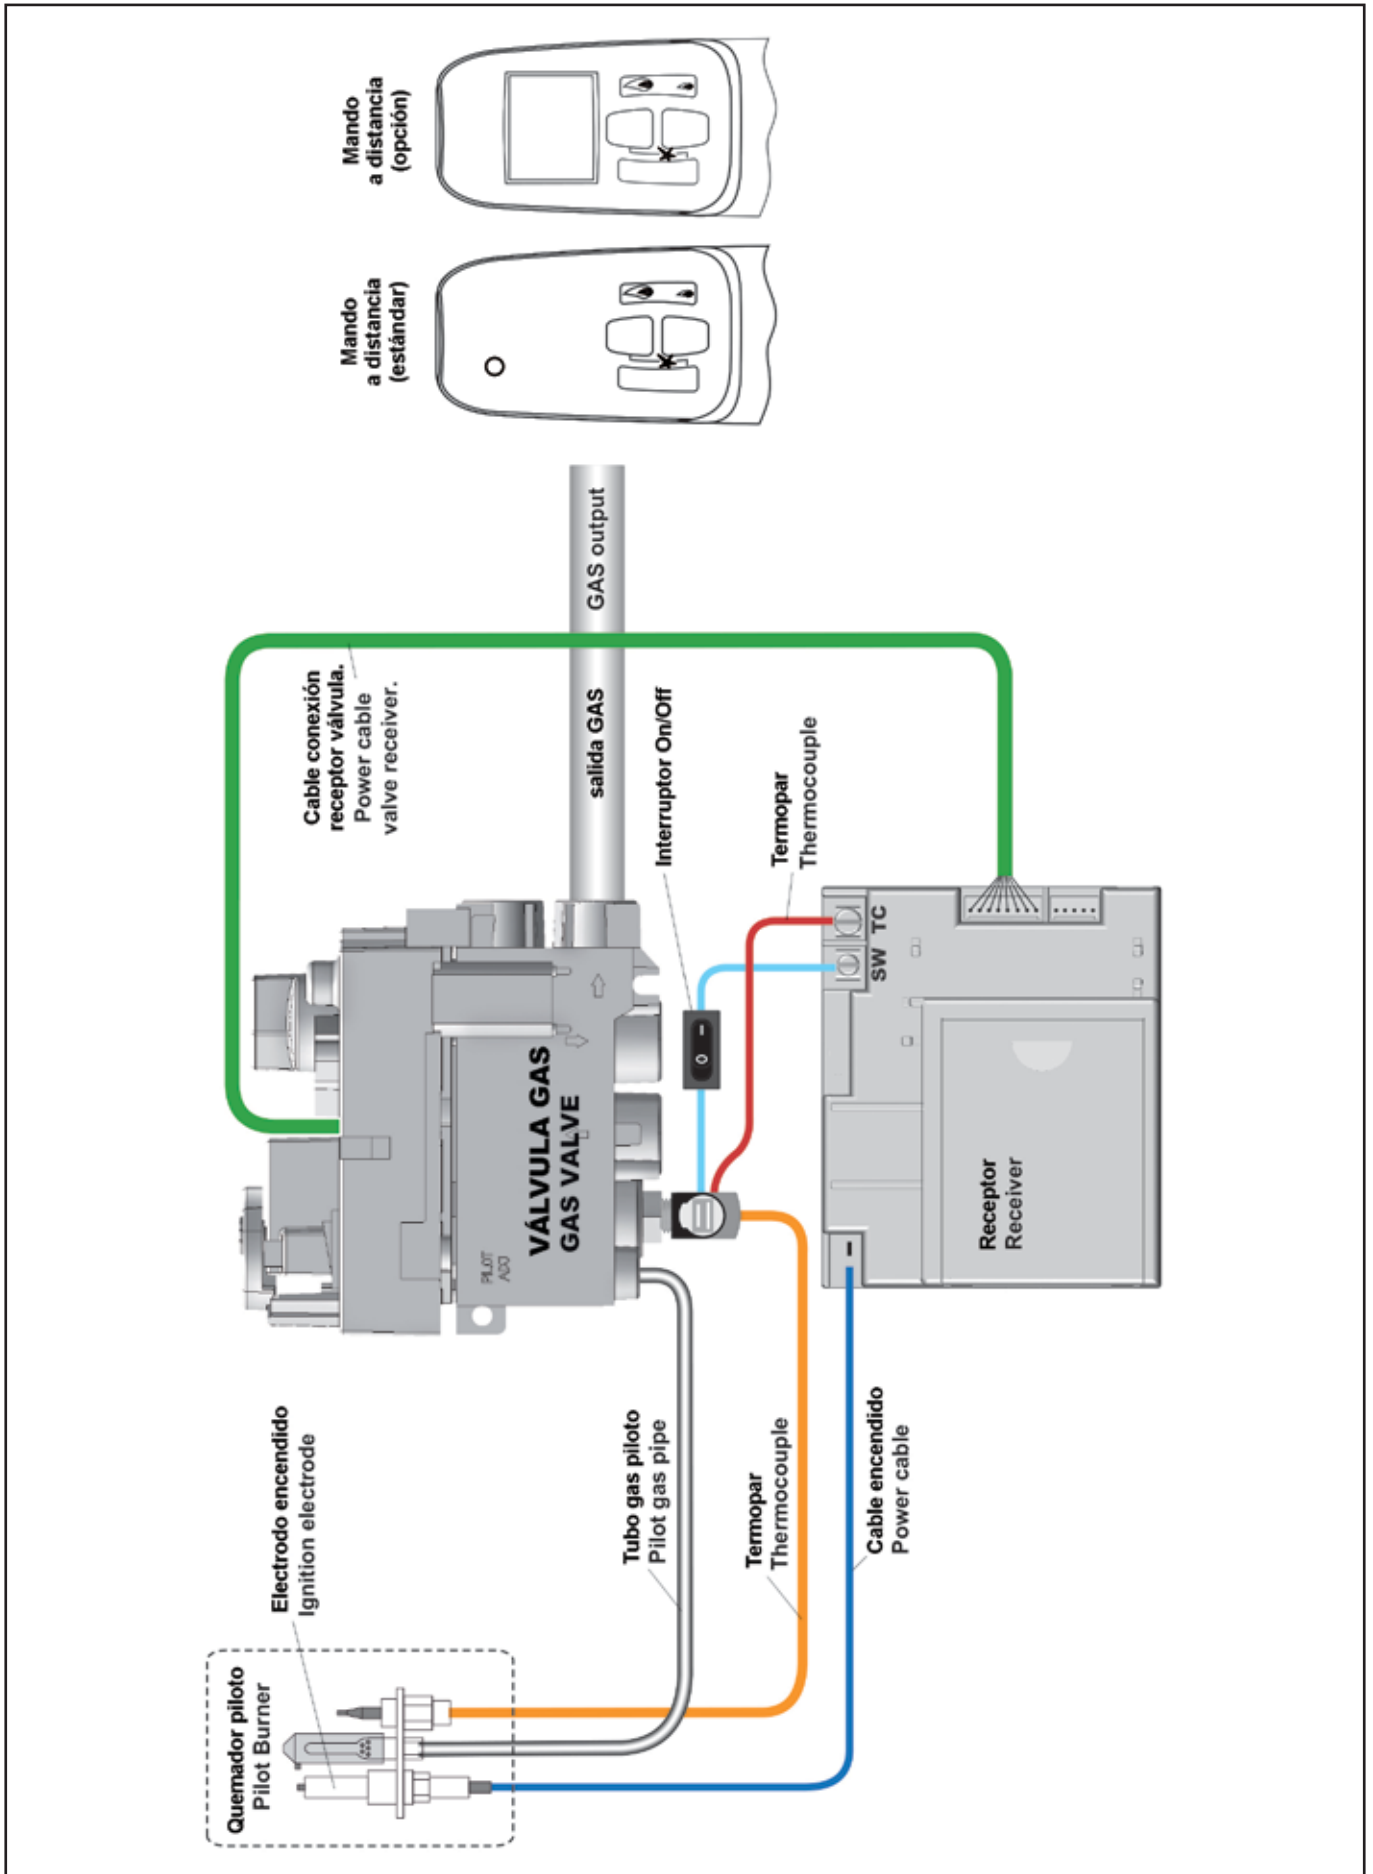 Mando
a distancia
(estándar)
Mando
a distancia
(opción)
Cable conexión
receptor válvula.
Power cable
valve receiver.
salida GAS
GAS output
Interruptor On/Off
Termopar
Thermocouple
VÁLVULA GAS
GAS VALVE
PILOT
ADJ
O I
SW
TC
Receptor
Receiver
Electrodo encendido
Ignition electrode
Quemador piloto
Pilot Burner
Tubo gas piloto
Pilot gas pipe
Termopar
Thermocouple
Cable encendido
Power cable